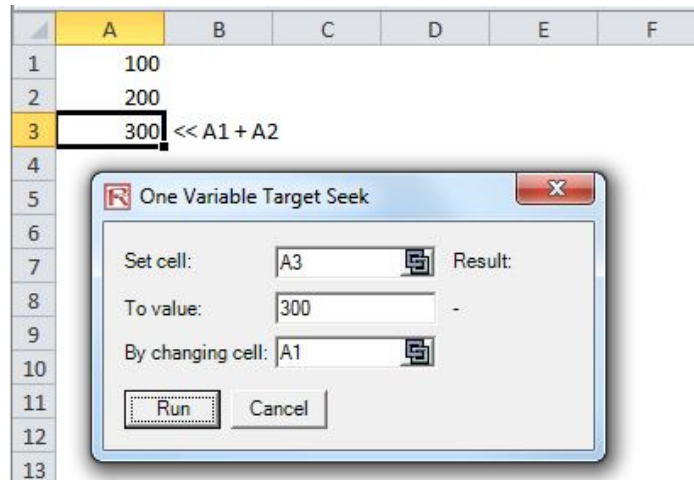 A B C D E F
1 100
2 200
3 300 << A1 + A2
4
5
R One Variable Target Seek X
6
7
Set cell: A3 Result:
8
To value: 300 -
9
10
By changing cell: A1
11
Run Cancel
12
13